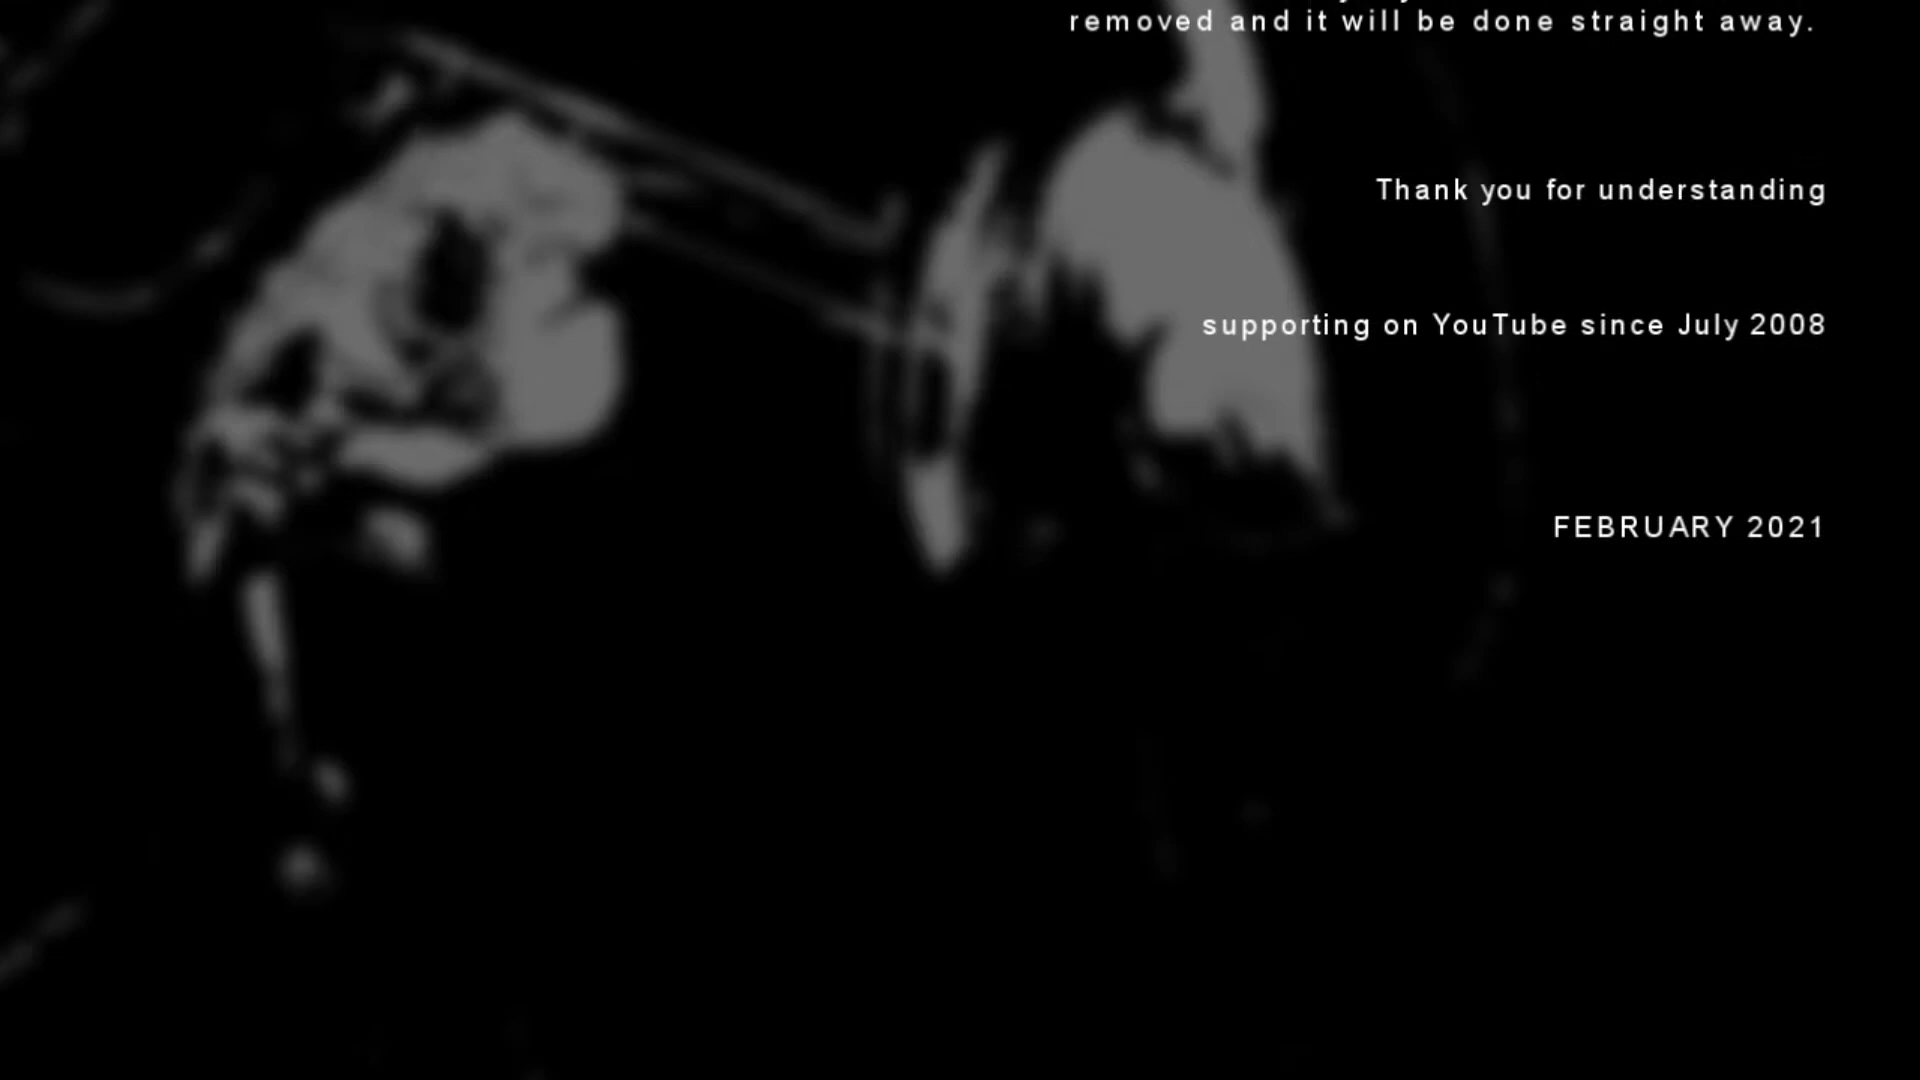 removed and it will be done straight away.
Thank you for understanding
supporting on YouTube since July 2008
FEBRUARY 2021